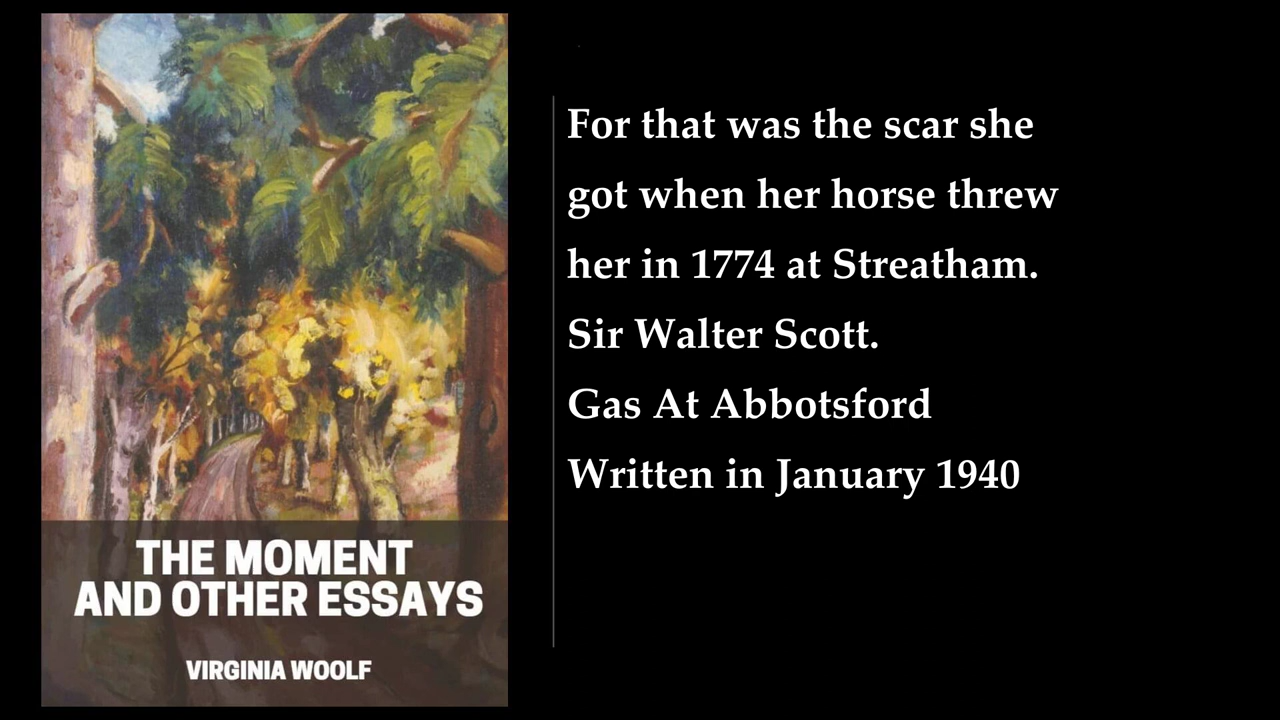 THE MOMENT
AND OTHER ESSAYS
VIRGINIA WOOLF
For that was the scar she
got when her horse threw
her in 1774 at Streatham.
Sir Walter Scott.
Gas At Abbotsford
Written in January 1940